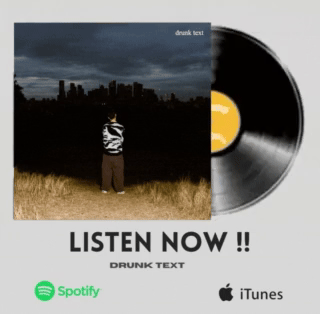 drunk text
LISTEN NOW !!
DRUNK TEXT
Spotify
iTunes